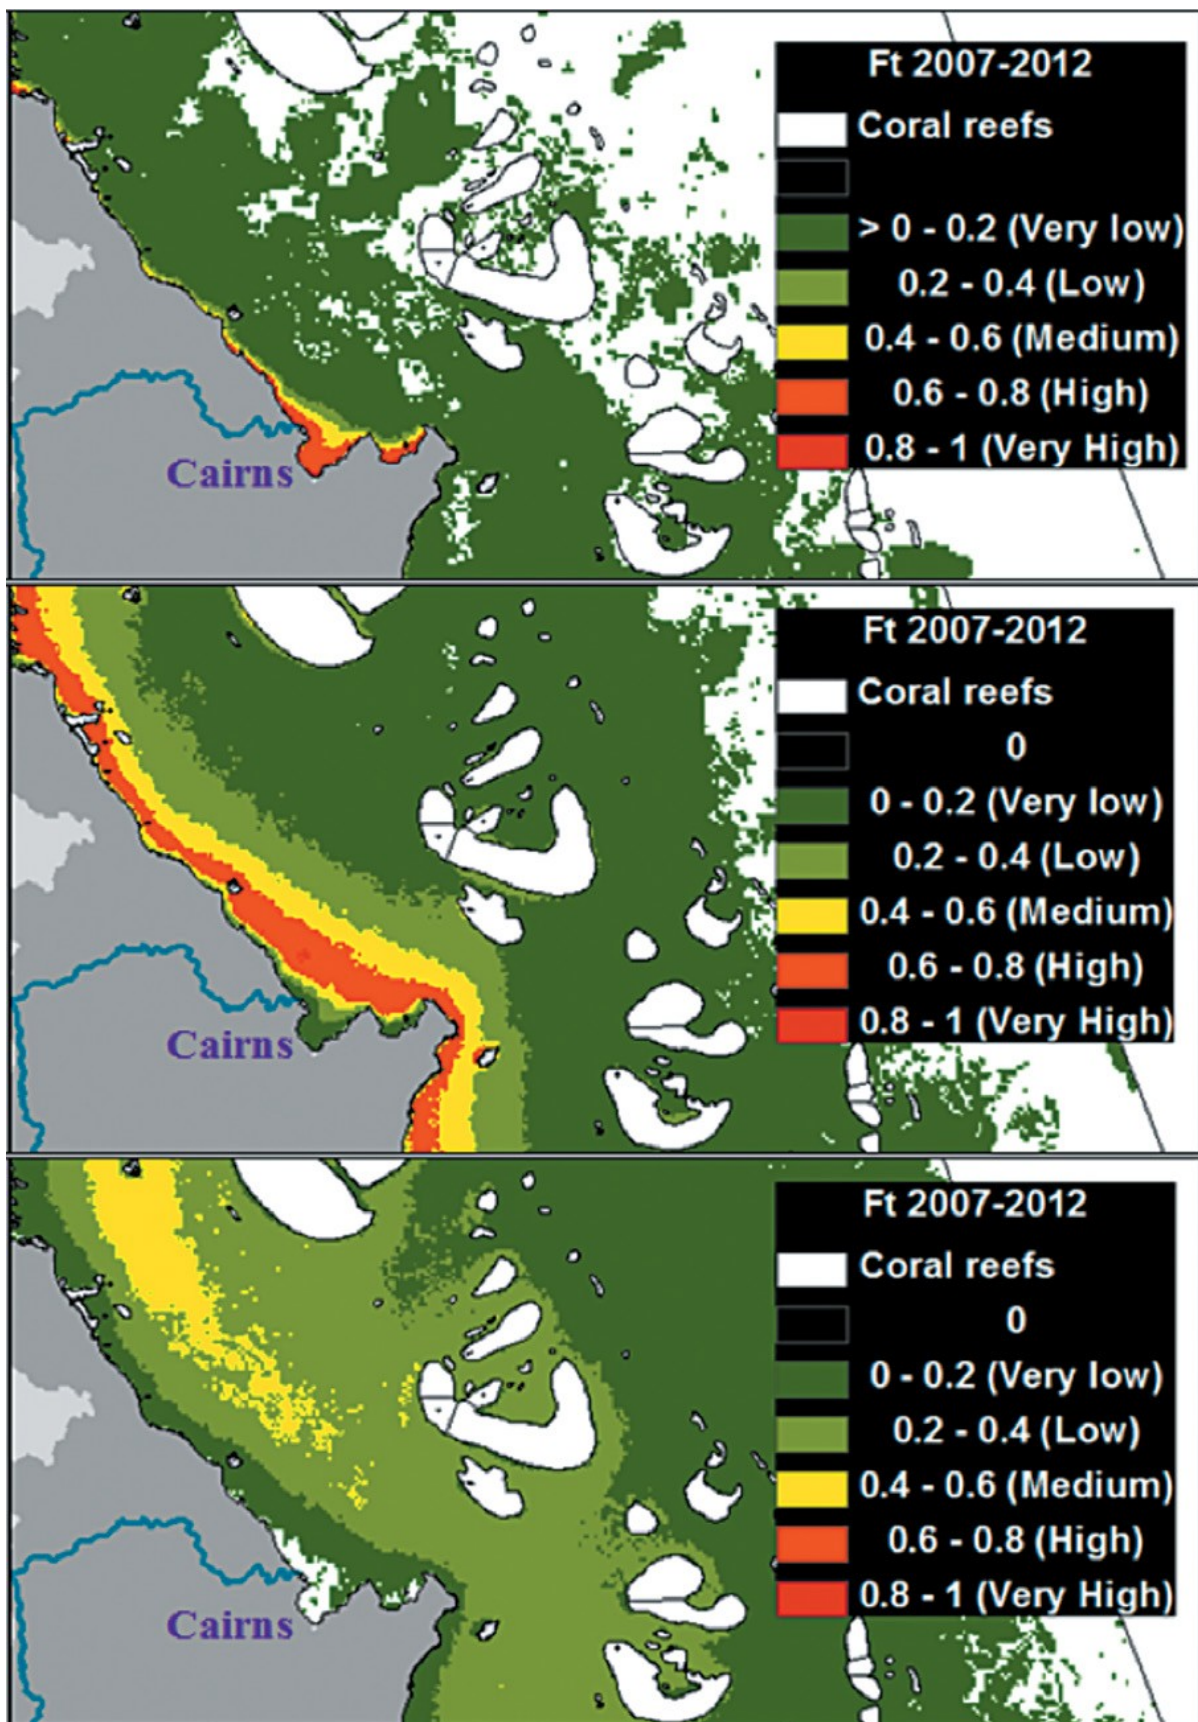 Ft 2007-2012
Coral reefs
> 0 - 0.2 (Very low)
0.2 - 0.4 (Low)
0.4 - 0.6 (Medium)
0.6 - 0.8 (High)
0.8 - 1 (Very High)
Cairns
Ft 2007-2012
Coral reefs
0
0 - 0.2 (Very low)
0.2 - 0.4 (Low)
0.4 - 0.6 (Medium)
0.6 - 0.8 (High)
0.8 - 1 (Very High)
Cairns
Ft 2007-2012
Coral reefs
0
0 - 0.2 (Very low)
0.2 - 0.4 (Low)
0.4 - 0.6 (Medium)
0.6 - 0.8 (High)
0.8 - 1 (Very High)
Cairns